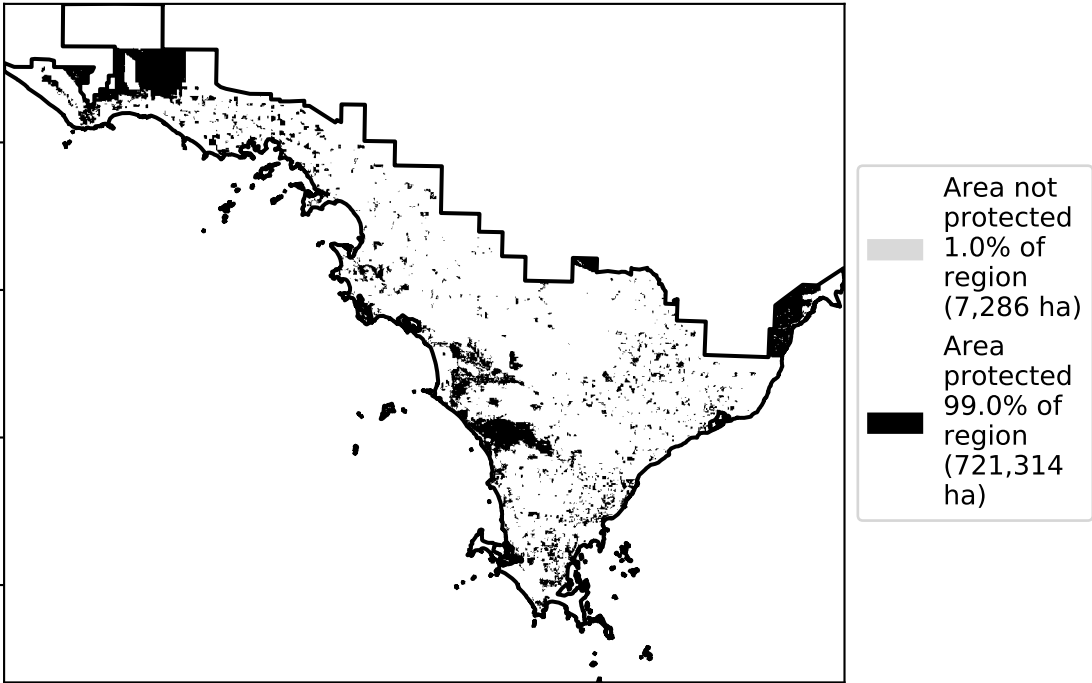 Area not
protected
1.0% of
region
(7,286 ha)
Area
protected
99.0% of
region
(721,314
ha)